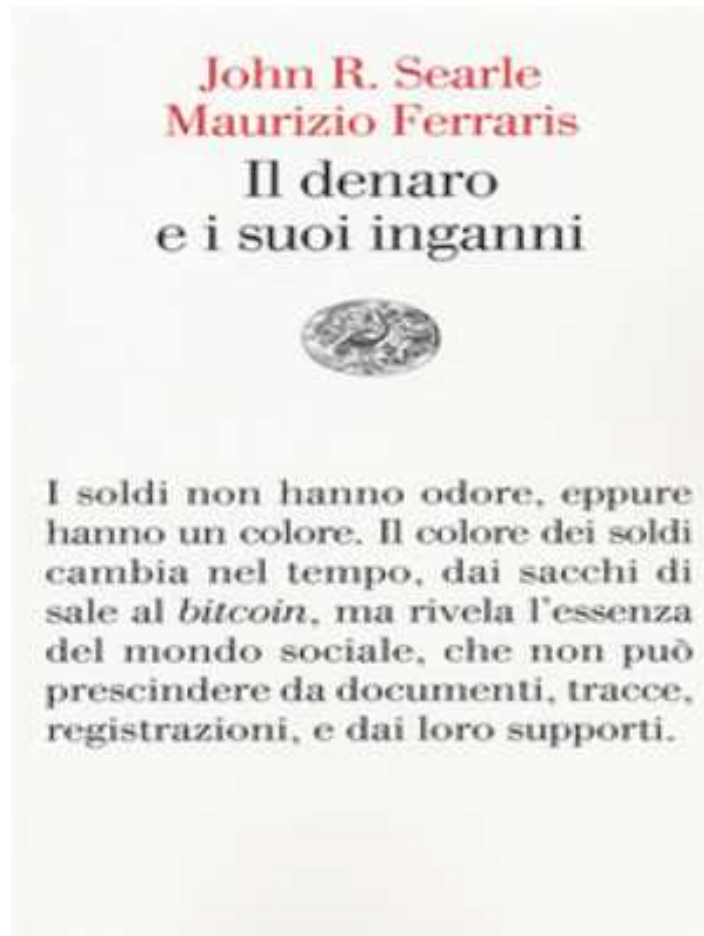 John R. Searle
Maurizio Ferraris
Il denaro
e i suoi inganni
I soldi non hanno odore, eppure
hanno un colore. Il colore dei soldi
cambia nel tempo, dai sacchi di
sale al bitcoin, ma rivela l'essenza
del mondo sociale, che non può
prescindere da documenti, tracce,
registrazioni, e dai loro supporti.